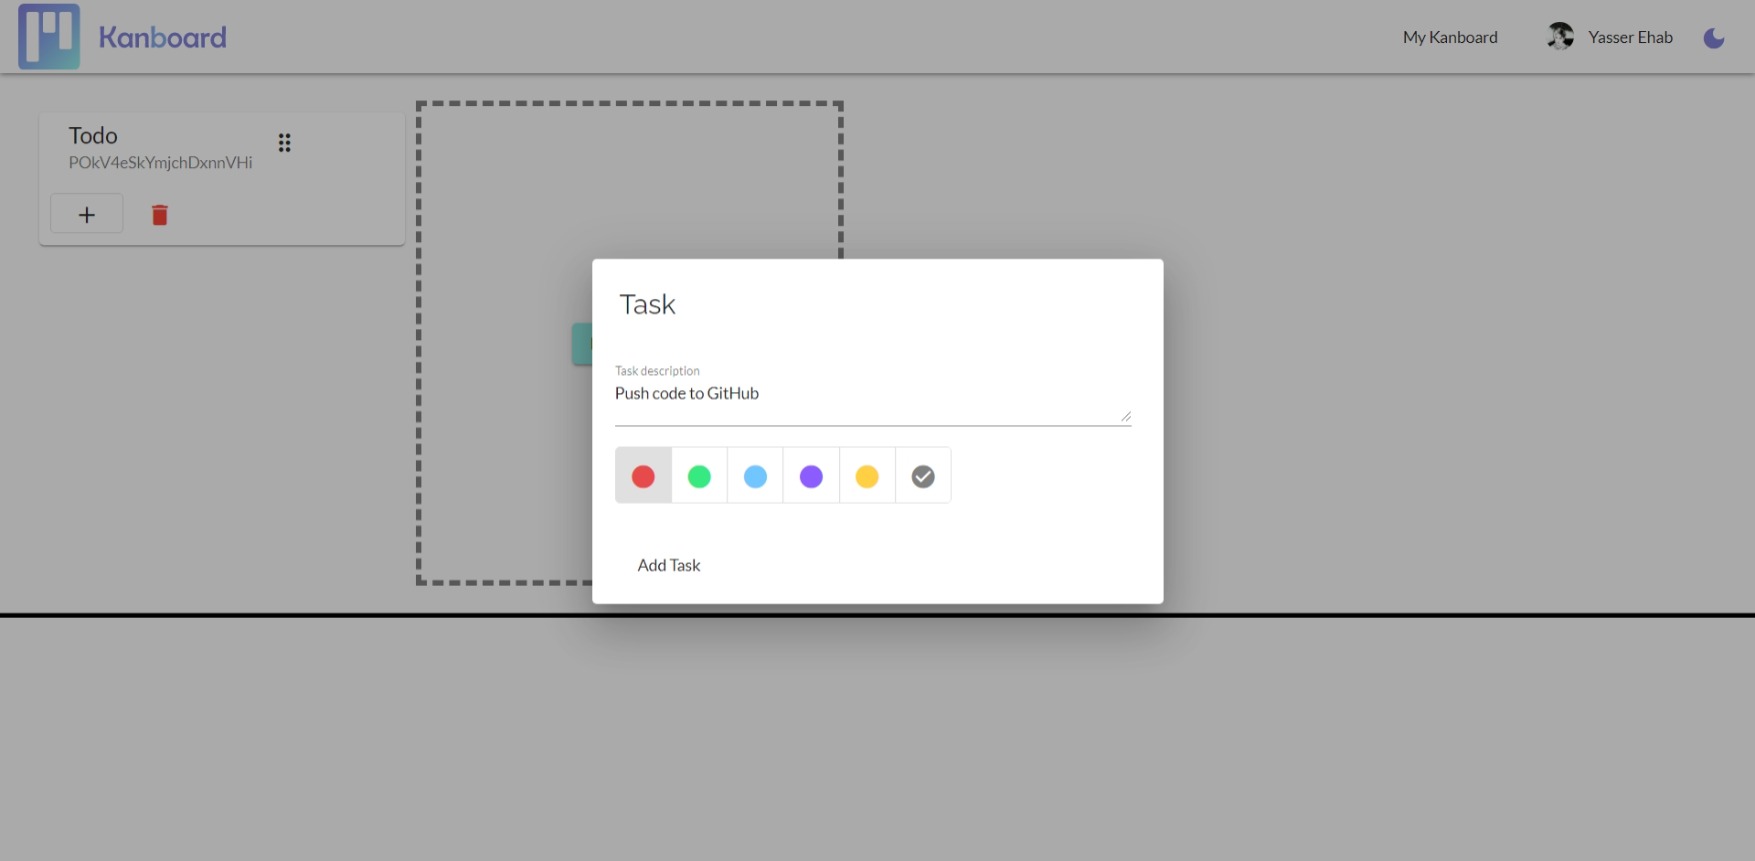 Kanboard
My Kanboard
Yasser Ehab
Todo
POkV4eSkYmjchDxnnVHi
Task
Task description
Push code to GitHub
Add Task